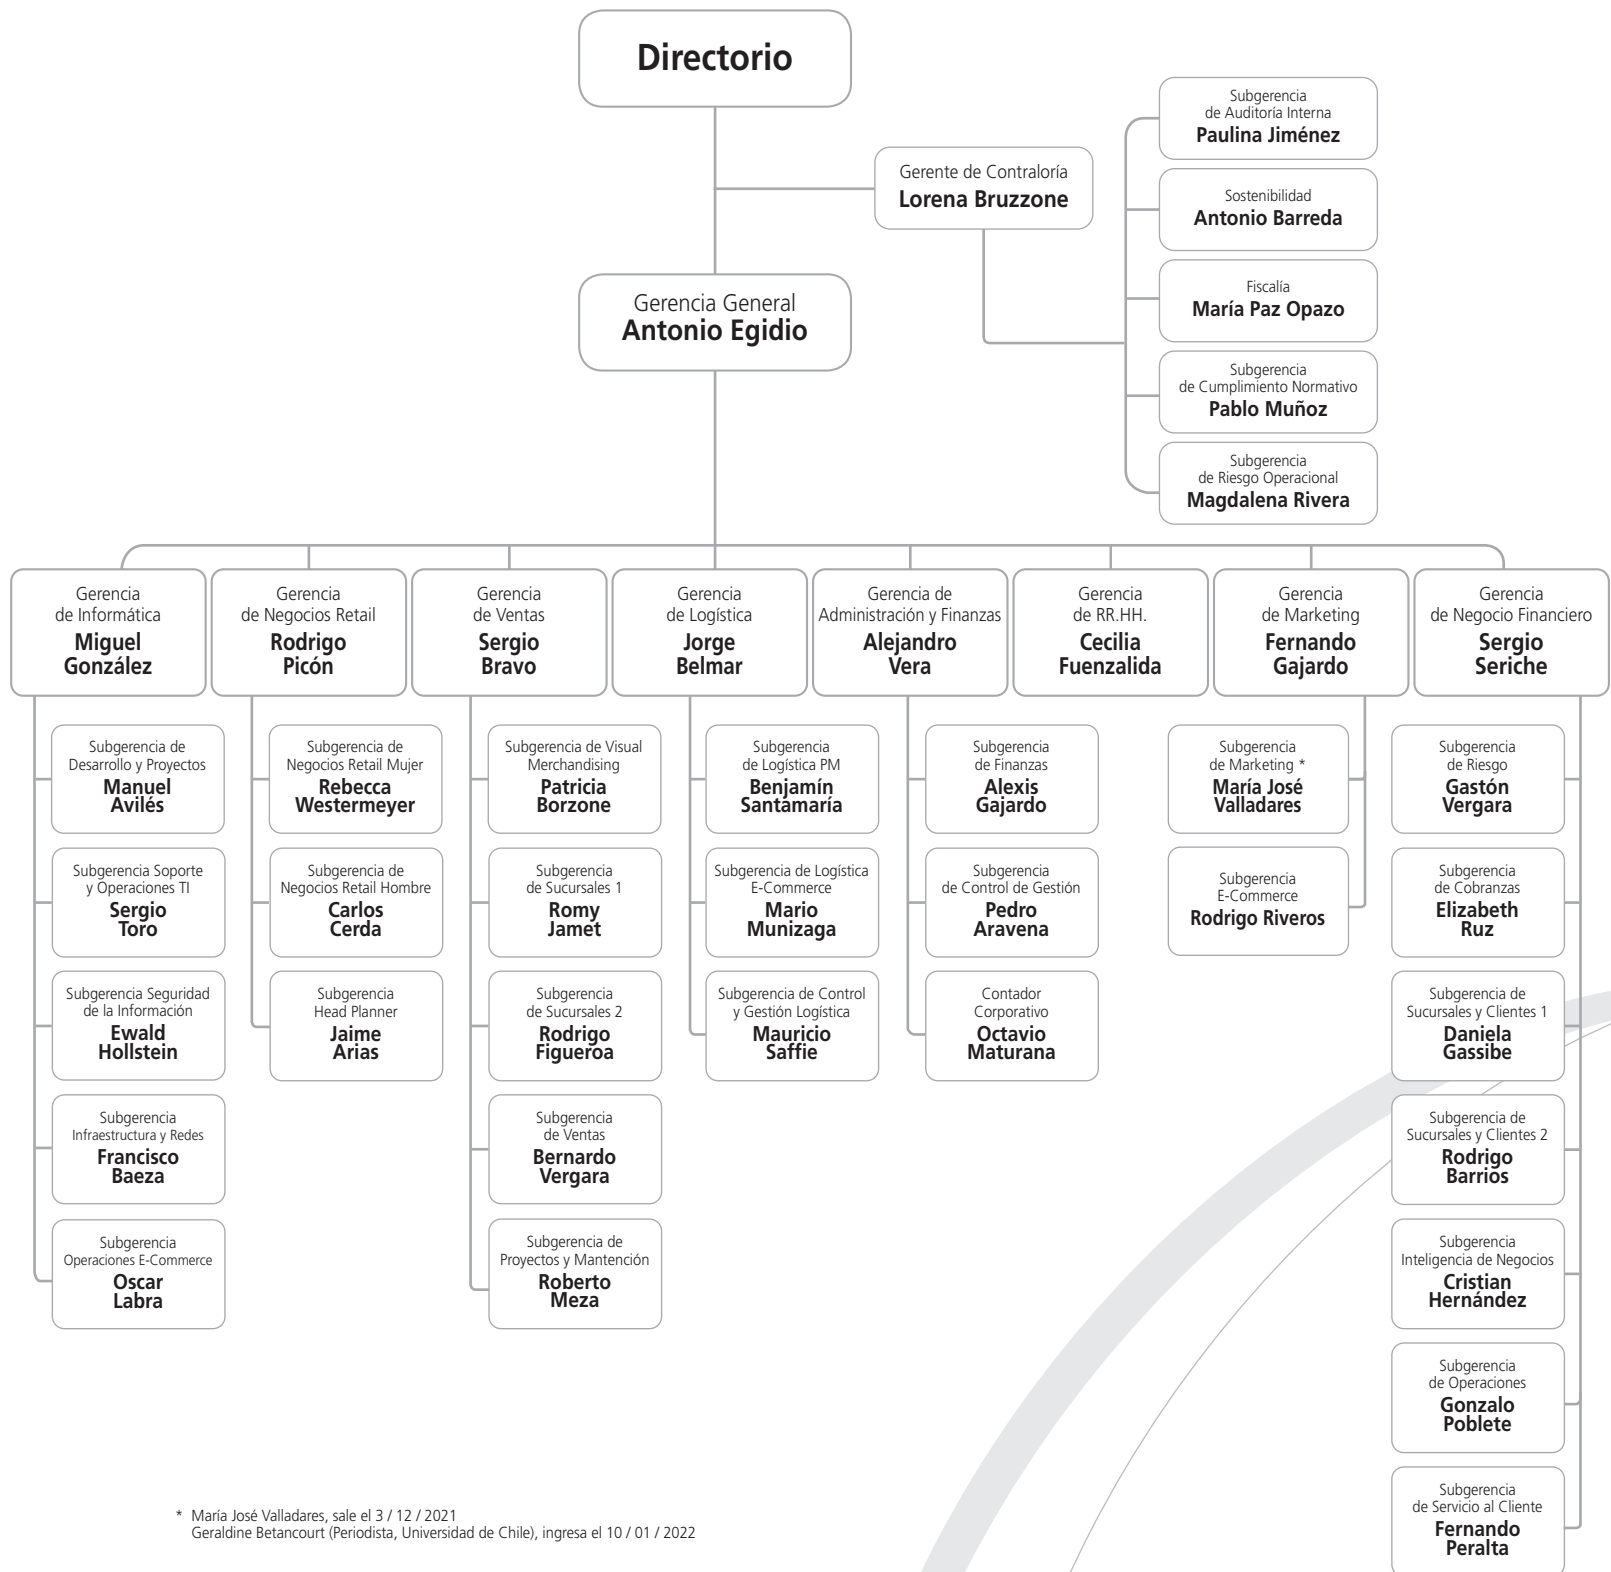 Directorio
Gerente de Contraloría
Lorena Bruzzone
Subgerencia
de Auditoría Interna
Paulina Jiménez
Sostenibilidad
Antonio Barreda
Fiscalía
María Paz Opazo
Subgerencia
de Cumplimiento Normativo
Pablo Muñoz
Subgerencia
de Riesgo Operacional
Magdalena Rivera
Gerencia General
Antonio Egidio
Gerencia
de Informática
Miguel
González
Subgerencia de
Desarrollo y Proyectos
Manuel
Avilés
Subgerencia Soporte
y Operaciones TI
Sergio
Toro
Subgerencia Seguridad
de la Información
Ewald
Hollstein
Subgerencia
Infraestructura y Redes
Francisco
Baeza
Subgerencia
Operaciones E-Commerce
Oscar
Labra
Gerencia
de Negocios Retail
Rodrigo
Picón
Subgerencia de
Negocios Retail Mujer
Rebecca
Westermeyer
Subgerencia de
Negocios Retail Hombre
Carlos
Cerda
Subgerencia
Head Planner
Jaime
Arias
Gerencia
de Ventas
Sergio
Bravo
Subgerencia de Visual
Merchandising
Patricia
Borzone
Subgerencia
de Sucursales 1
Romy
Jamet
Subgerencia
de Sucursales 2
Rodrigo
Figueroa
Subgerencia
de Ventas
Bernardo
Vergara
Subgerencia de
Proyectos y Mantención
Roberto
Meza
Gerencia
de Logística
Jorge
Belmar
Subgerencia
de Logística PM
Benjamín
Santamaría
Subgerencia de Logística
E-Commerce
Mario
Munizaga
Subgerencia de Control
y Gestión Logística
Mauricio
Saffie
Gerencia de
Administración y Finanzas
Alejandro
Vera
Subgerencia
de Finanzas
Alexis
Gajardo
Subgerencia
de Control de Gestión
Pedro
Aravena
Contador
Corporativo
Octavio
Maturana
Gerencia
de RR.HH.
Cecilia
Fuenzalida
Gerencia
de Marketing
Fernando
Gajardo
Subgerencia
de Marketing *
María José
Valladares
Subgerencia
E-Commerce
Rodrigo Riveros
Gerencia
de Negocio Financiero
Sergio
Seriche
Subgerencia
de Riesgo
Gastón
Vergara
Subgerencia
de Cobranzas
Elizabeth
Ruz
Subgerencia de
Sucursales y Clientes 1
Daniela
Gassibe
Subgerencia de
Sucursales y Clientes 2
Rodrigo
Barrios
Subgerencia
Inteligencia de Negocios
Cristian
Hernández
Subgerencia
de Operaciones
Gonzalo
Poblete
Subgerencia
de Servicio al Cliente
Fernando
Peralta
* María José Valladares, sale el 3 / 12 / 2021
Geraldine Betancourt (Periodista, Universidad de Chile), ingresa el 10 / 01 / 2022